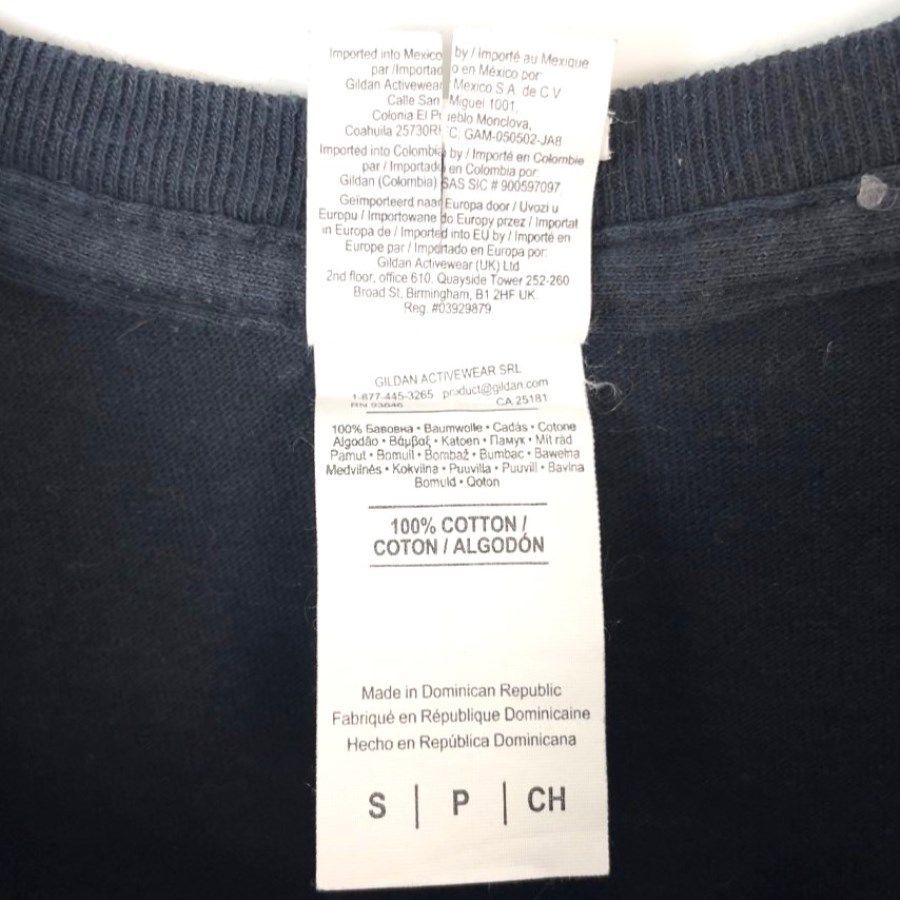 Imported into Mexico by / Importé au Mexique
par /Importado en México por
Gildan Activewear Mexico S.A. de C.V
Calle San Miguel 1001,
Colonia El Pueblo Monclova,
Coahuila 25730 C. GAM-050502-JA8
Imported into Colombia by / Importé en Colombie
par / Importado en Colombia por
Gildan (Colombia) SAS SIC # 900597097
Geïmporteerd naar Europa door / Uvozi u
Europu / Importowane do Europy przez / Importat
în Europa de / Imported into EU by / Importé en
Europe par / Importado en Europa por:
Gildan Activewear (UK) Ltd
2nd floor, office 610, Quayside Tower 252-260
Broad St, Birmingham, B1 2HF UK.
Reg. #03929879
GILDAN ACTIVEWEAR SRL
1-877-445-3265 product@gildan.com
RN 93846 CA 25181
100% Бавовна • Baumwolle • Cadás • Cotone
Algodão • Βάμβαξ • Katoen • Памук • Mit rad
Pamut • Bomull • Bombaž • Bumbac • Bawełna
Medvilnės • Kokvilna • Puuvilla • Puuvill • Bavlna
Bomuld • Qoton
100% COTTON /
COTON / ALGODÓN
Made in Dominican Republic
Fabriqué en République Dominicaine
Hecho en República Dominicana
S | P | CH